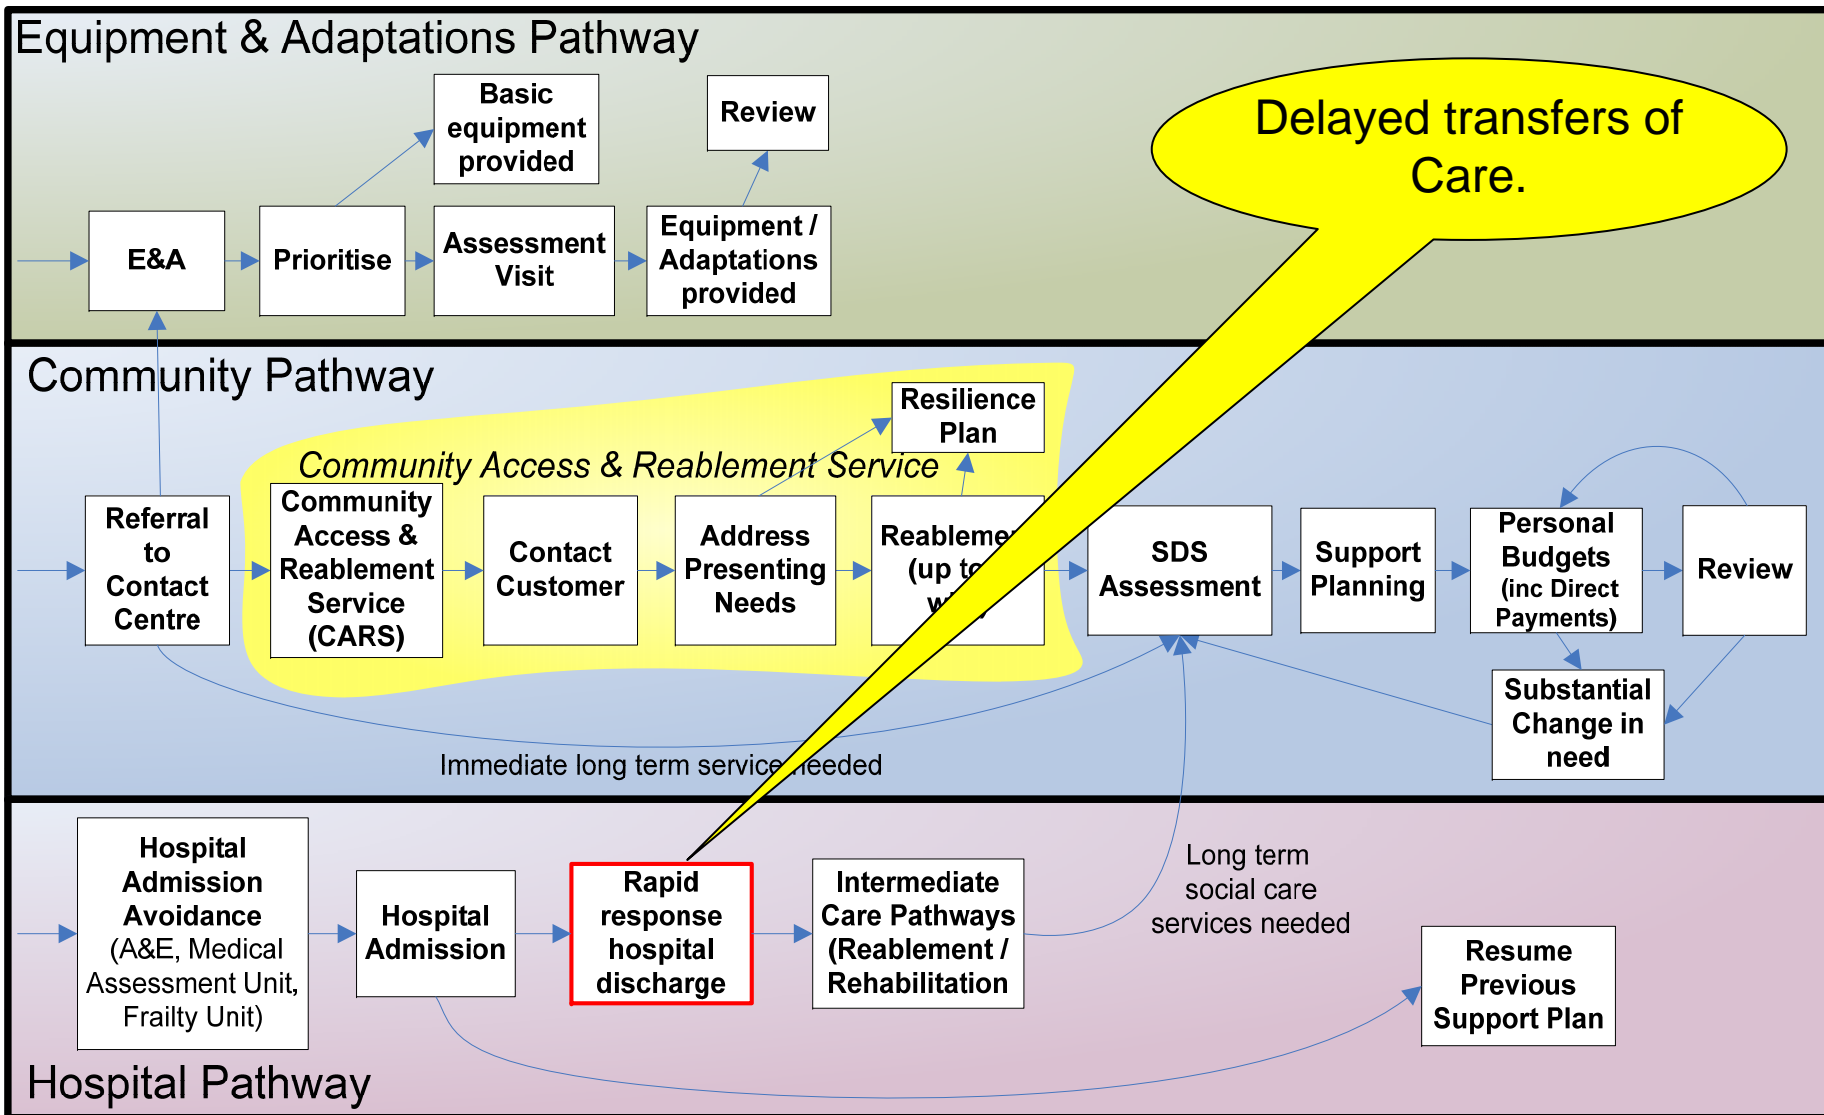 Equipment & Adaptations Pathway
Delayed transfers of
Care.
Basic
equipment
provided
Review
E&A
Prioritise
Assessment
Visit
Equipment /
Adaptations
provided
Community Pathway
Resilience
Plan
Community Access & Reablement Service
Referral
to
Contact
Centre
Community
Access &
Reablement
Service
(CARS)
Contact
Customer
Address
Presenting
Needs
(up to
SDS
Assessment
Support
Planning
Personal
Budgets
(inc Direct
Payments)
Review
Substantial
Change in
need
Immediate long term service needed
Hospital
Admission
Avoidance
(A&E, Medical
Assessment Unit,
Frailty Unit)
Hospital
Admission
Rapid
response
hospital
discharge
Intermediate
Care Pathways
(Reablement /
Rehabilitation
Long term
social care
services needed
Resume
Previous
Support Plan
Hospital Pathway